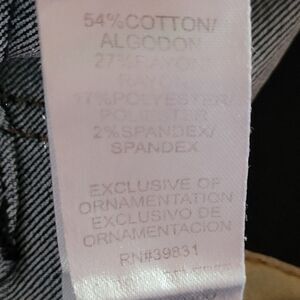 54%COTTON/
ALGODON
27%RAYON/
RAYON
17%POLYESTER/
POLIESTER
2%SPANDEX/
SPANDEX
EXCLUSIVE OF
ORNAMENTATION
EXCLUSIVO DE
ORNAMENTACION
RN#39831